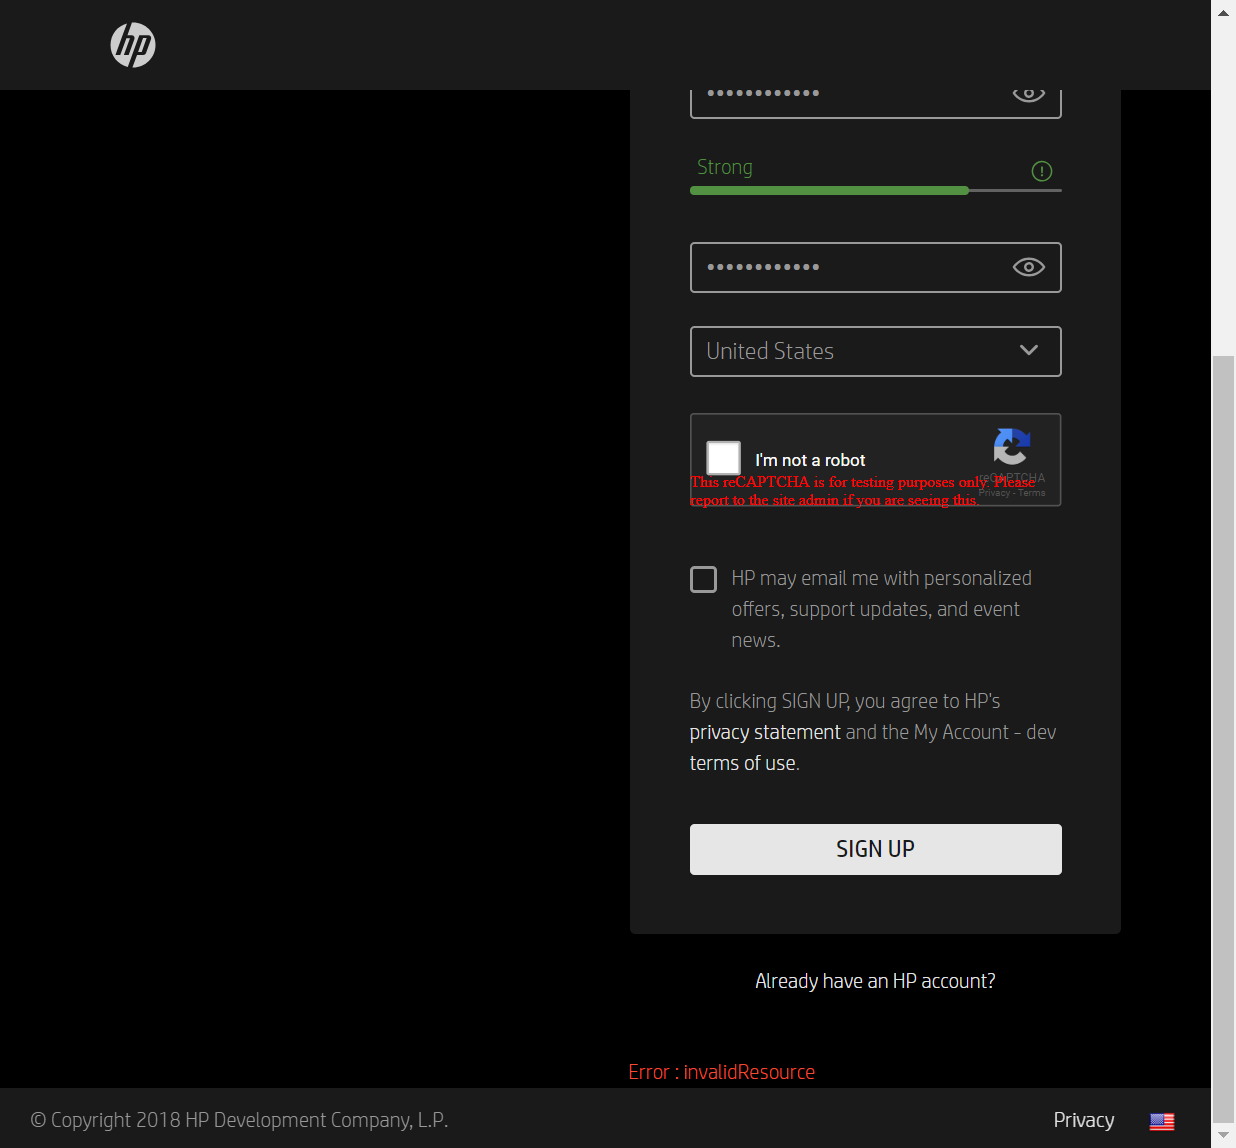 hp
••••••••••••
Strong
••••••••••••
United States
I'm not a robot
reCAPTCHA
This reCAPTCHA is for testing purposes only. Please
report to the site admin if you are seeing this.
Privacy - Terms
HP may email me with personalized
offers, support updates, and event
news.
By clicking SIGN UP, you agree to HP's
privacy statement and the My Account - dev
terms of use.
SIGN UP
Already have an HP account?
Error : invalidResource
© Copyright 2018 HP Development Company, L.P.
Privacy